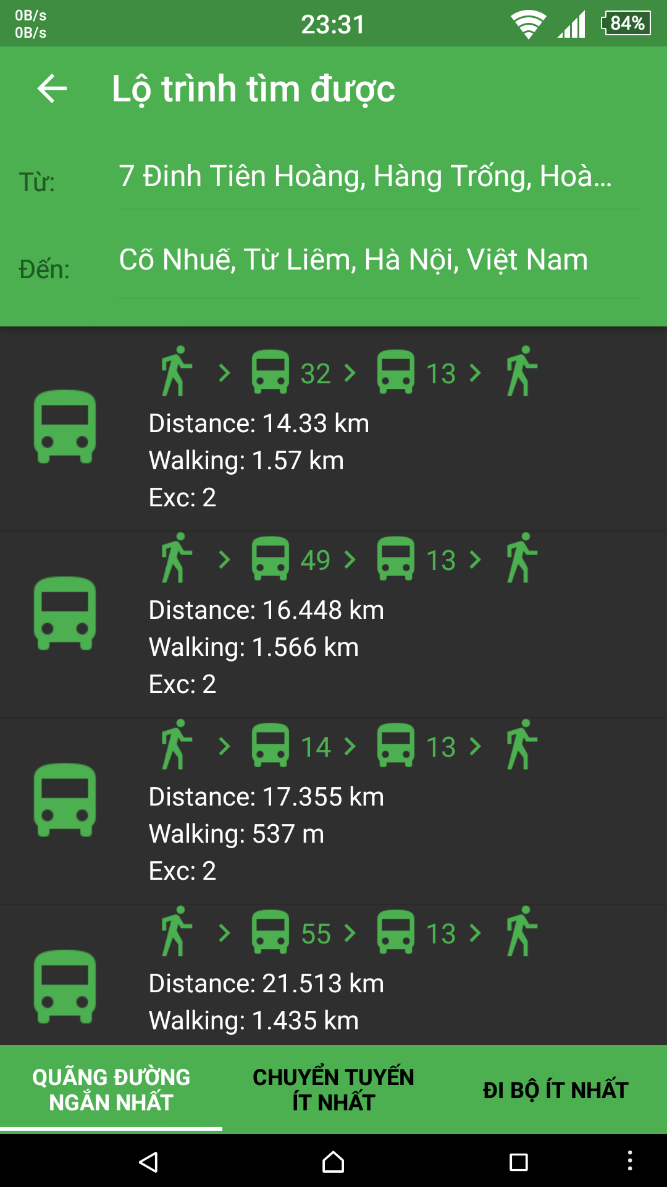 0B/s
0B/s
23:31
84%
Lộ trình tìm được
Từ:
7 Đinh Tiên Hoàng, Hàng Trống, Hoà...
Đến:
Cổ Nhuế, Từ Liêm, Hà Nội, Việt Nam
32 > 13 >
Distance: 14.33 km
Walking: 1.57 km
Exc: 2
49 > 13 >
Distance: 16.448 km
Walking: 1.566 km
Exc: 2
14 > 13 >
Distance: 17.355 km
Walking: 537 m
Exc: 2
55 > 13 >
Distance: 21.513 km
Walking: 1.435 km
QUÃNG ĐƯỜNG
NGẮN NHẤT
CHUYỂN TUYẾN
ÍT NHẤT
ĐI BỘ ÍT NHẤT